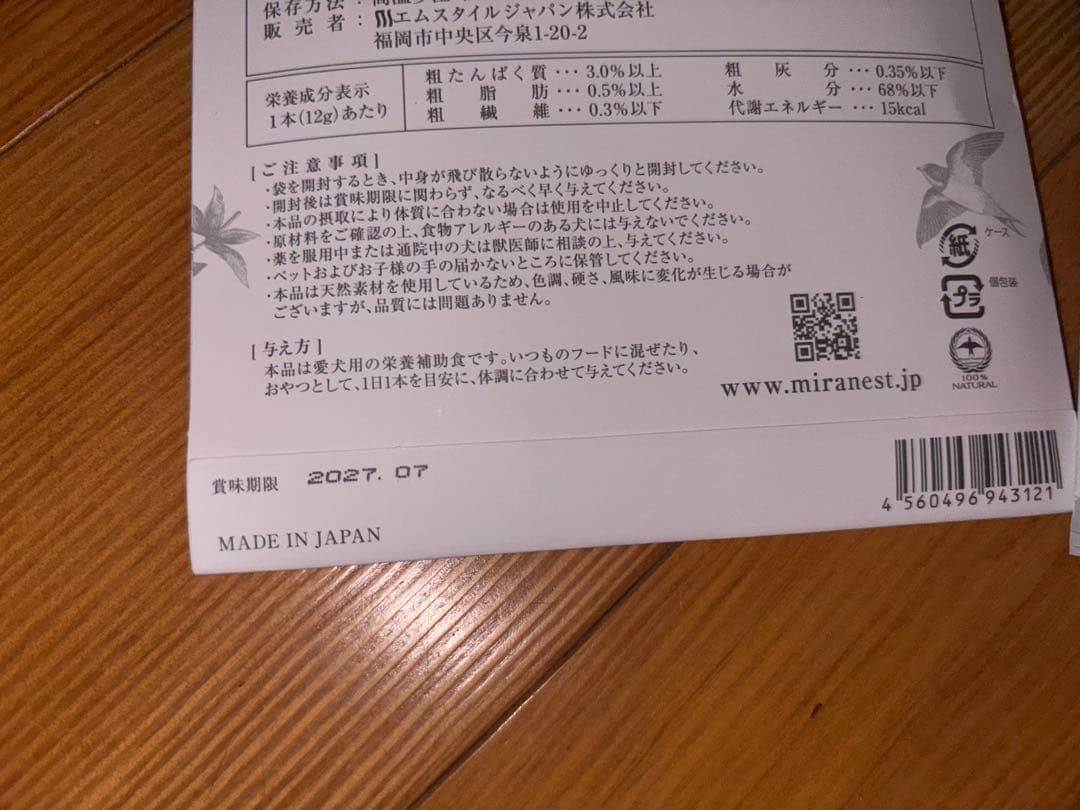 保存方法:
販売者: エムスタイルジャパン株式会社
福岡市中央区今泉1-20-2
栄養成分表示
1本(12g)あたり
粗たんぱく質 ··· 3.0%以上
粗脂肪 ··· 0.5%以上
粗繊維 ··· 0.3%以下
粗灰分 ··· 0.35%以下
水分 ··· 68%以下
代謝エネルギー ··· 15kcal
[ご注意事項]
・袋を開封するとき、中身が飛び散らないようにゆっくりと開封してください。
・開封後は賞味期限に関わらず、なるべく早く与えてください。
・本品の摂取により体質に合わない場合は使用を中止してください。
・原材料をご確認の上、食物アレルギーのある犬には与えないでください。
・薬を服用中または通院中の犬は獣医師に相談の上、与えてください。
・ペットおよびお子様の手の届かないところに保管してください。
・本品は天然素材を使用しているため、色調、硬さ、風味に変化が生じる場合が
ございますが、品質には問題ありません。
[与え方]
本品は愛犬用の栄養補助食です。いつものフードに混ぜたり、
おやつとして、1日1本を目安に、体調に合わせて与えてください。
紙
ケース
プラ
個包装
100%
NATURAL
www.miranest.jp
賞味期限 2027.07
MADE IN JAPAN
4 560496 943121